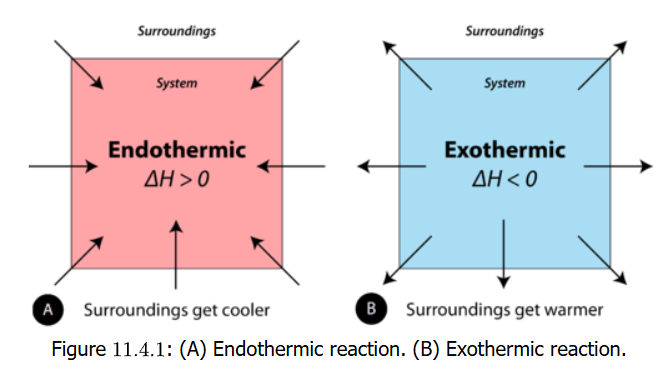 Surroundings
System
Endothermic
ΔH > 0
A Surroundings get cooler
Surroundings
System
Exothermic
ΔH < 0
B Surroundings get warmer
Figure 11.4.1: (A) Endothermic reaction. (B) Exothermic reaction.